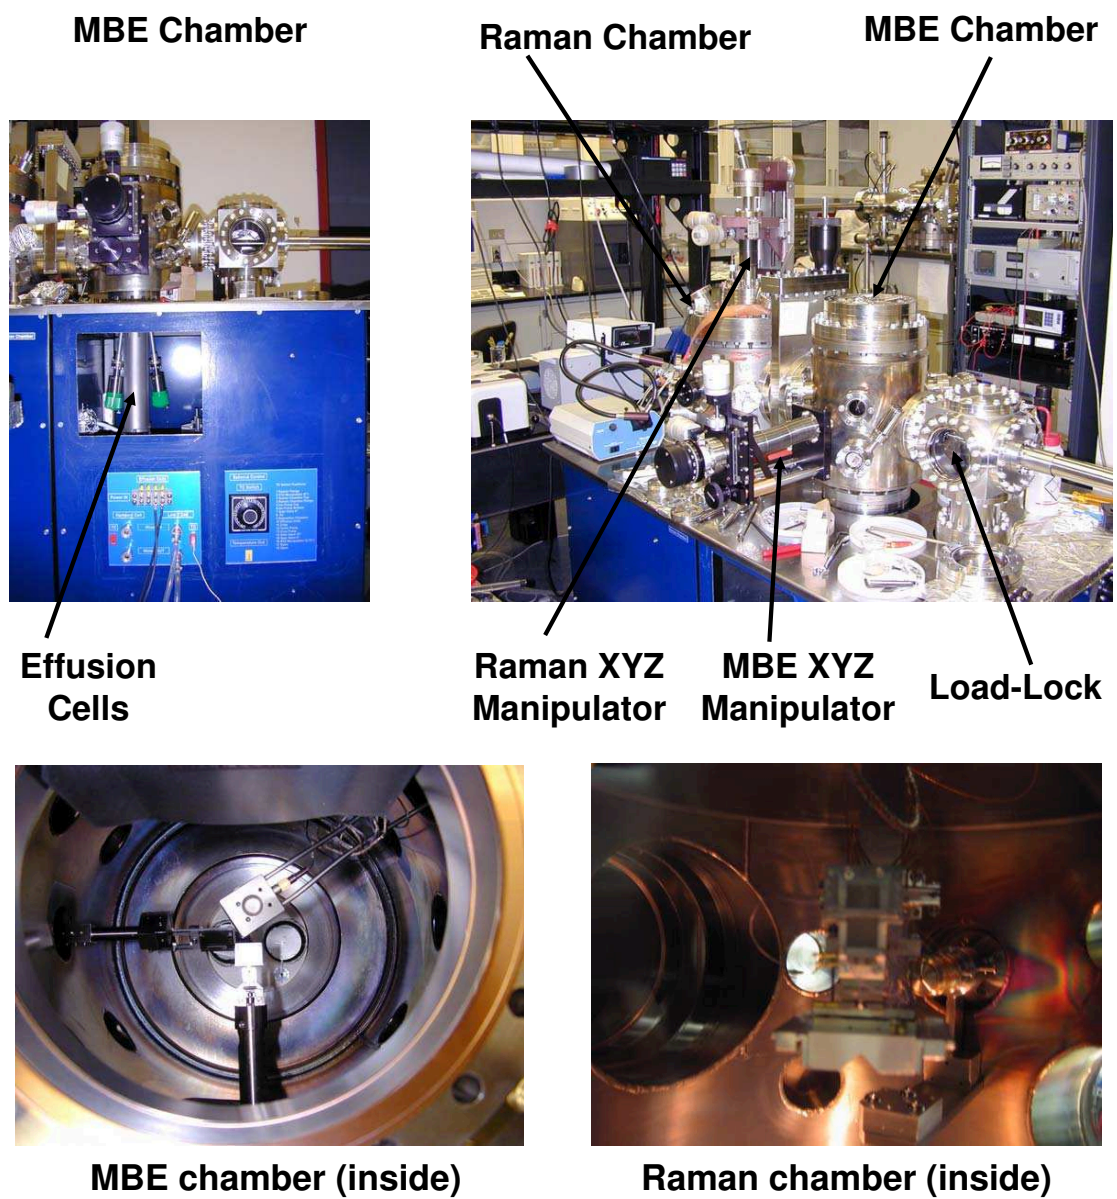 MBE Chamber
Raman Chamber
MBE Chamber
Effusion
Cells
Raman XYZ
Manipulator
MBE XYZ
Manipulator
Load-Lock
MBE chamber (inside)
Raman chamber (inside)